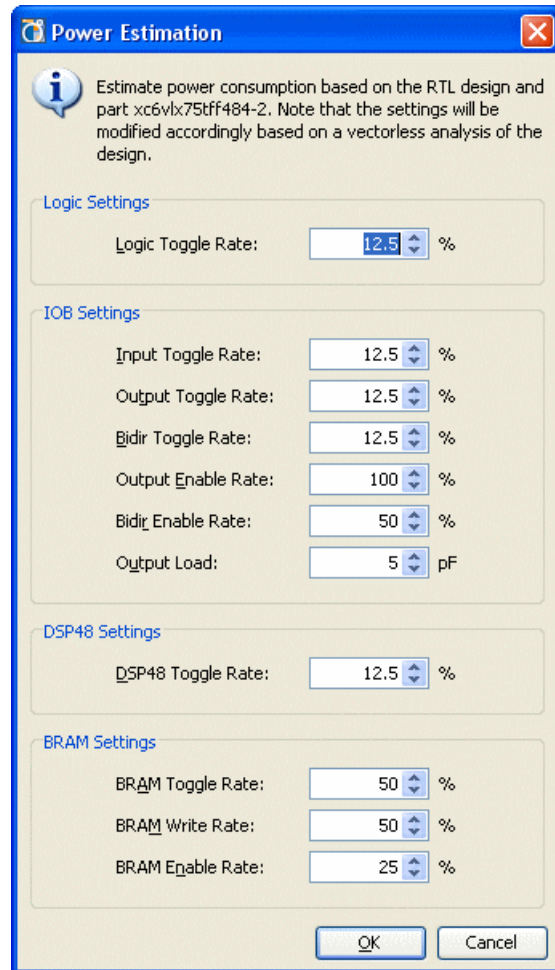 Power Estimation
Estimate power consumption based on the RTL design and
part xc6vlx75tff484-2. Note that the settings will be
modified accordingly based on a vectorless analysis of the
design.
Logic Settings
Logic Toggle Rate: 12.5 %
IOB Settings
Input Toggle Rate: 12.5 %
Output Toggle Rate: 12.5 %
Bidir Toggle Rate: 12.5 %
Output Enable Rate: 100 %
Bidir Enable Rate: 50 %
Output Load: 5 pF
DSP48 Settings
DSP48 Toggle Rate: 12.5 %
BRAM Settings
BRAM Toggle Rate: 50 %
BRAM Write Rate: 50 %
BRAM Enable Rate: 25 %
OK Cancel